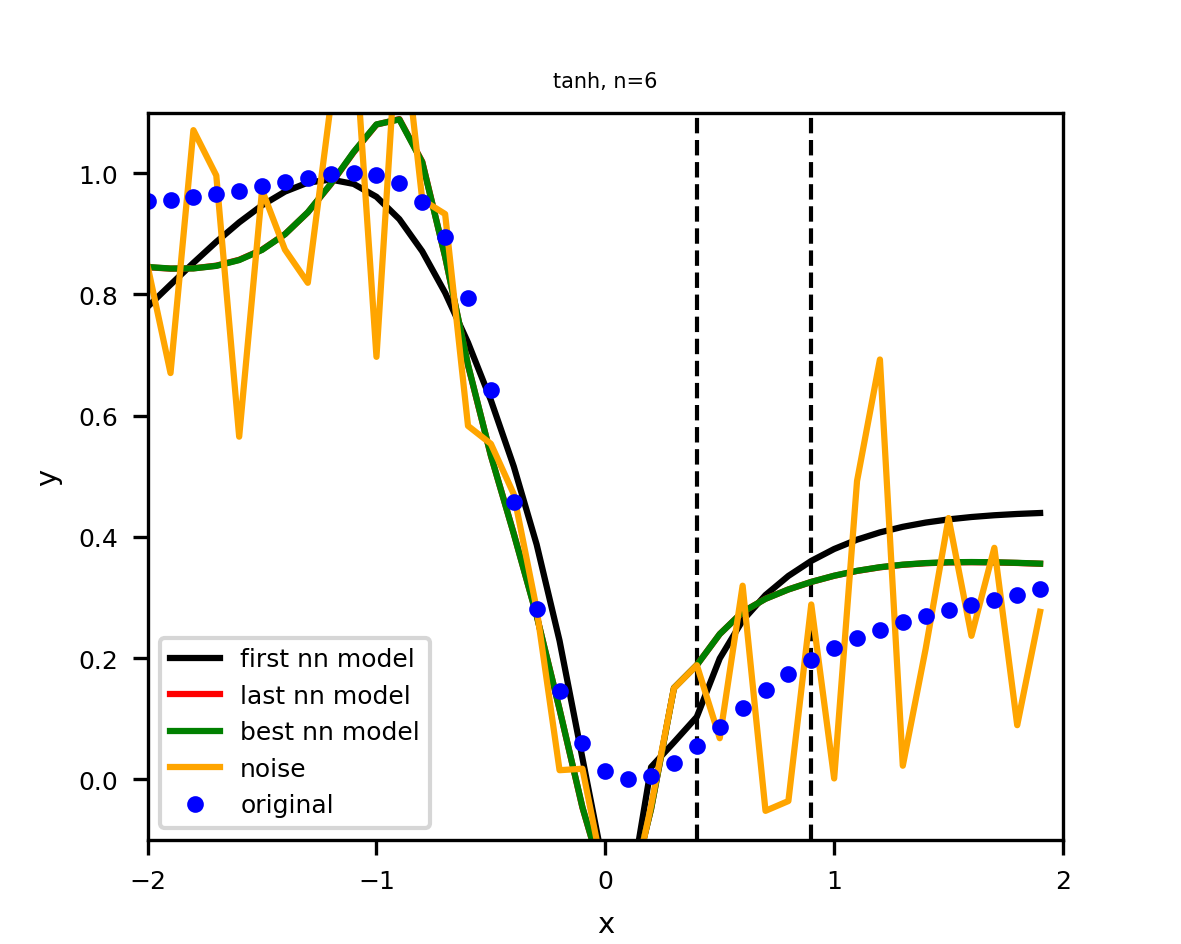 tanh, n=6
y
1.0
0.8
0.6
0.4
0.2
0.0
first nn model
last nn model
best nn model
noise
original
−2
−1
0
1
2
x